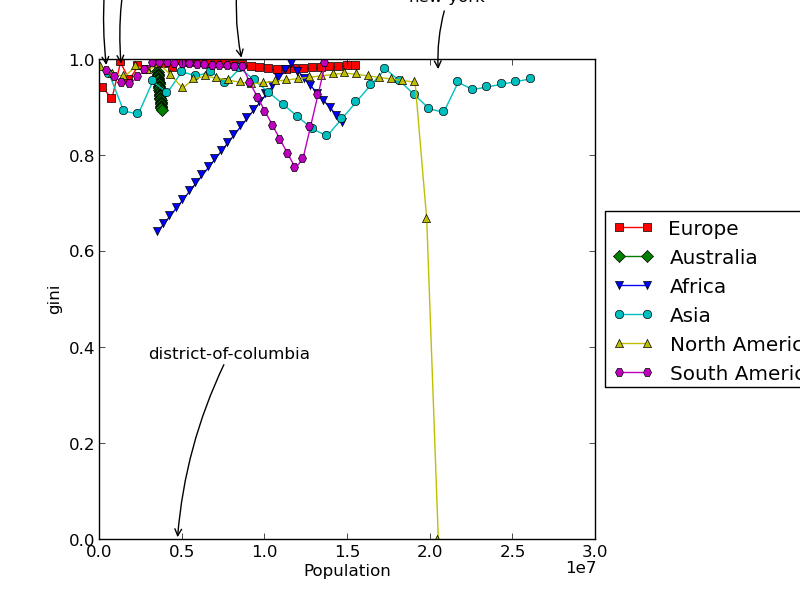 new-york
1.0
0.8
0.6
0.4
0.2
0.0
gini
district-of-columbia
0.0 0.5 1.0 1.5 2.0 2.5 3.0
1e7
Population
Europe
Australia
Africa
Asia
North Americ
South Americ